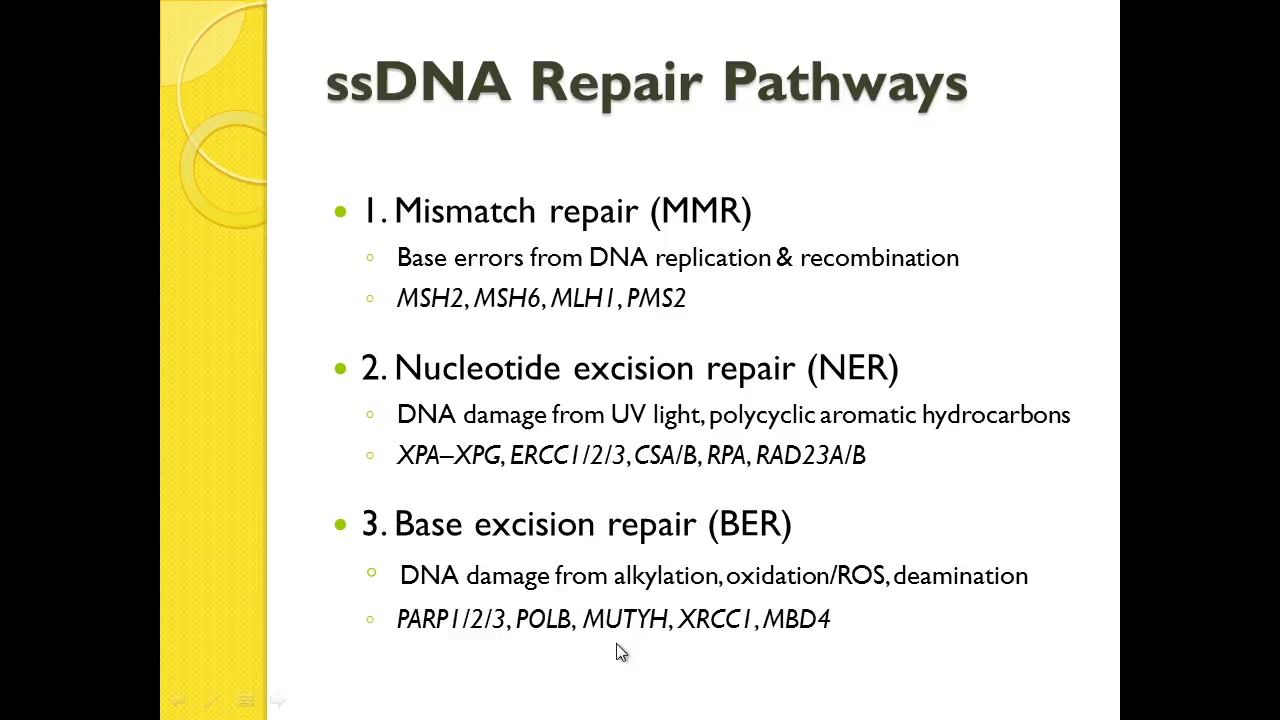 ssDNA Repair Pathways
1. Mismatch repair (MMR)
Base errors from DNA replication & recombination
MSH2, MSH6, MLH1, PMS2
2. Nucleotide excision repair (NER)
DNA damage from UV light, polycyclic aromatic hydrocarbons
XPA–XPG, ERCC1/2/3, CSA/B, RPA, RAD23A/B
3. Base excision repair (BER)
DNA damage from alkylation, oxidation/ROS, deamination
PARP1/2/3, POLB, MUTYH, XRCC1, MBD4